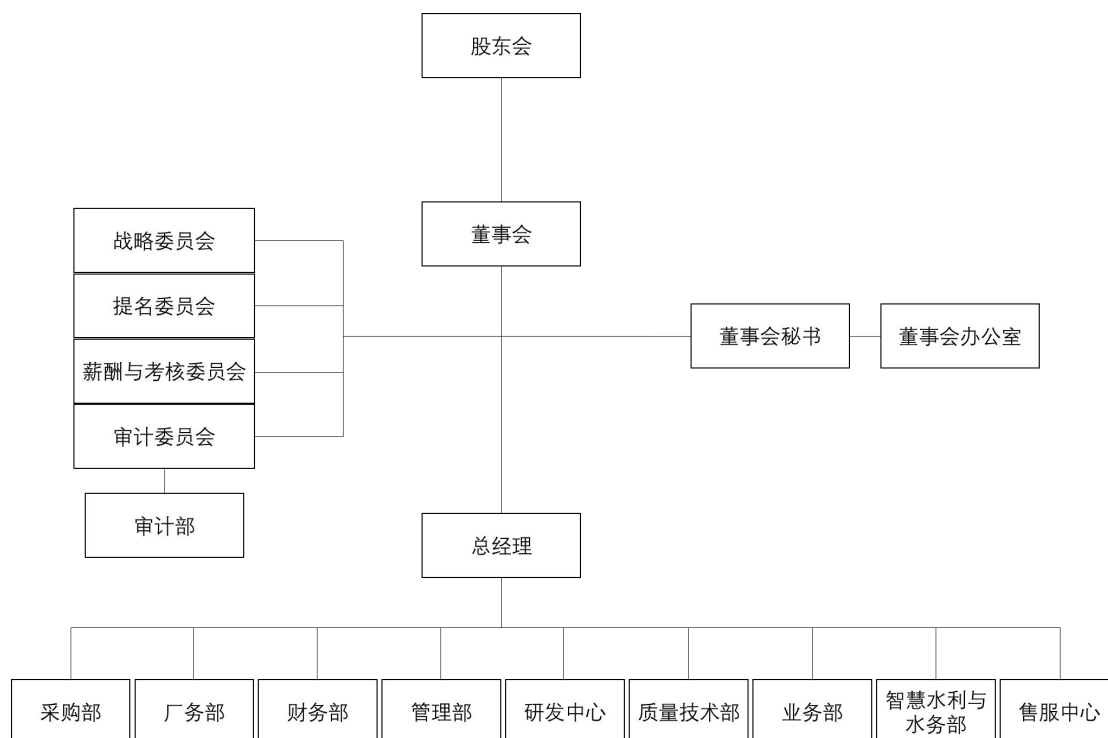 股东会
董事会
战略委员会
提名委员会
薪酬与考核委员会
审计委员会
审计部
董事会秘书
董事会办公室
总经理
采购部
厂务部
财务部
管理部
研发中心
质量技术部
业务部
智慧水利与
水务部
售服中心